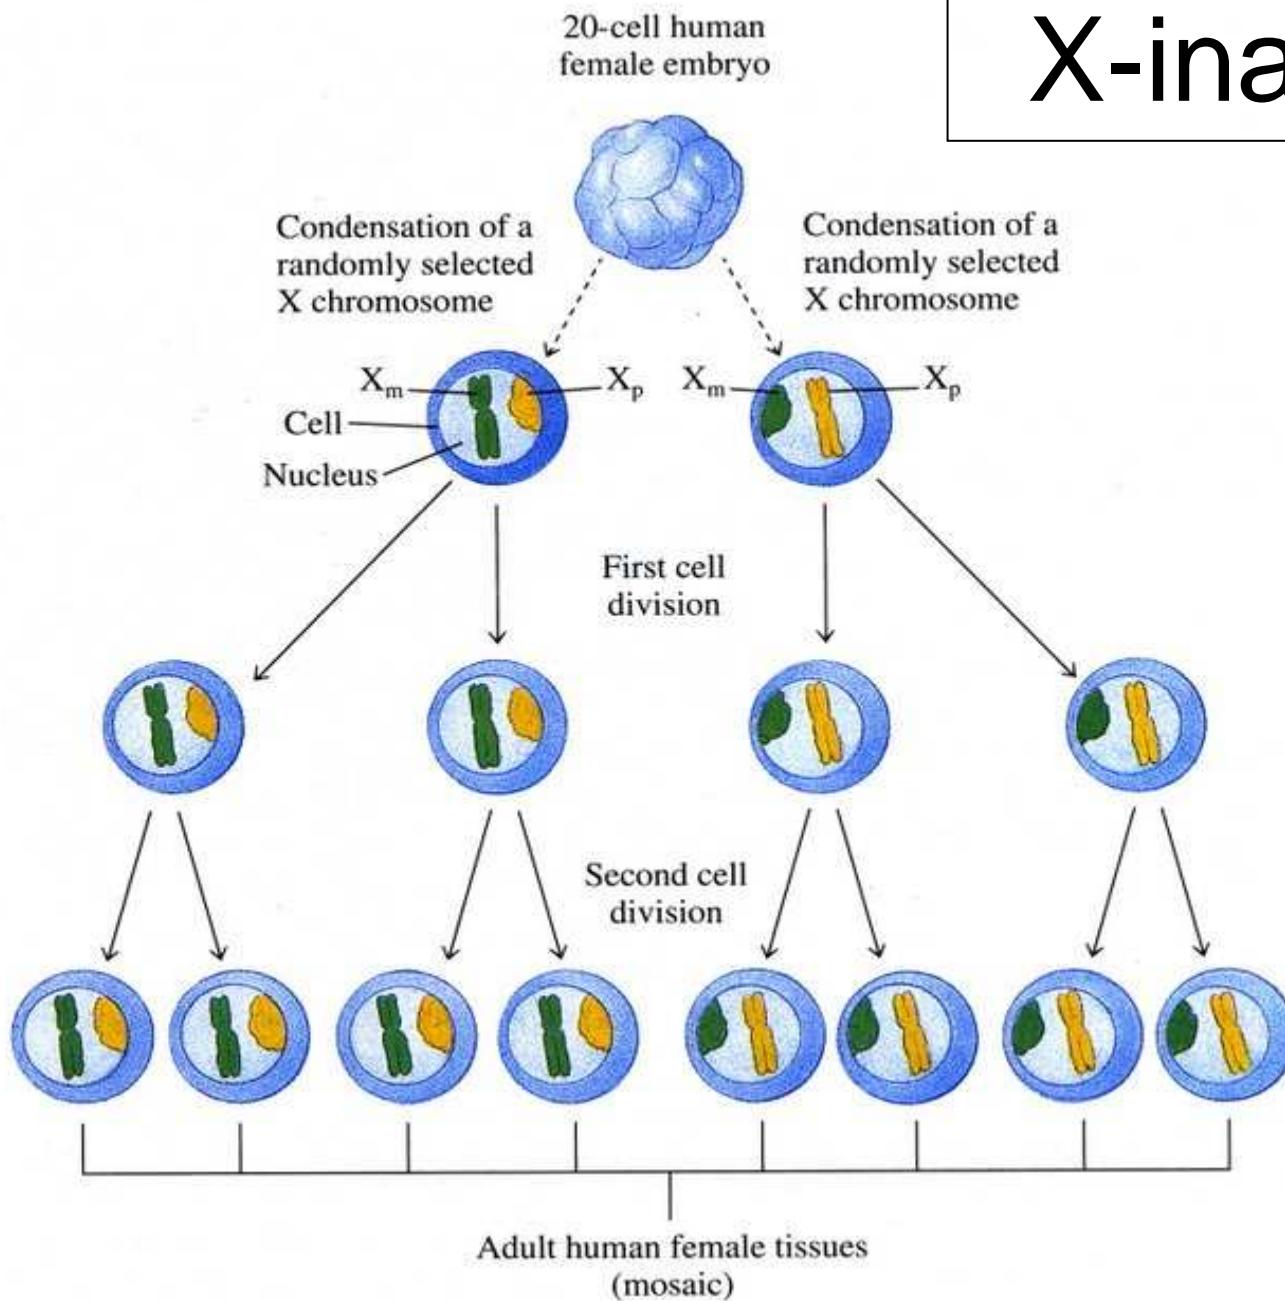 20-cell human
female embryo
X-ina
Condensation of a
randomly selected
X chromosome
Condensation of a
randomly selected
X chromosome
Xm
Xp
Xm
Xp
Cell
Nucleus
First cell
division
Second cell
division
Adult human female tissues
(mosaic)